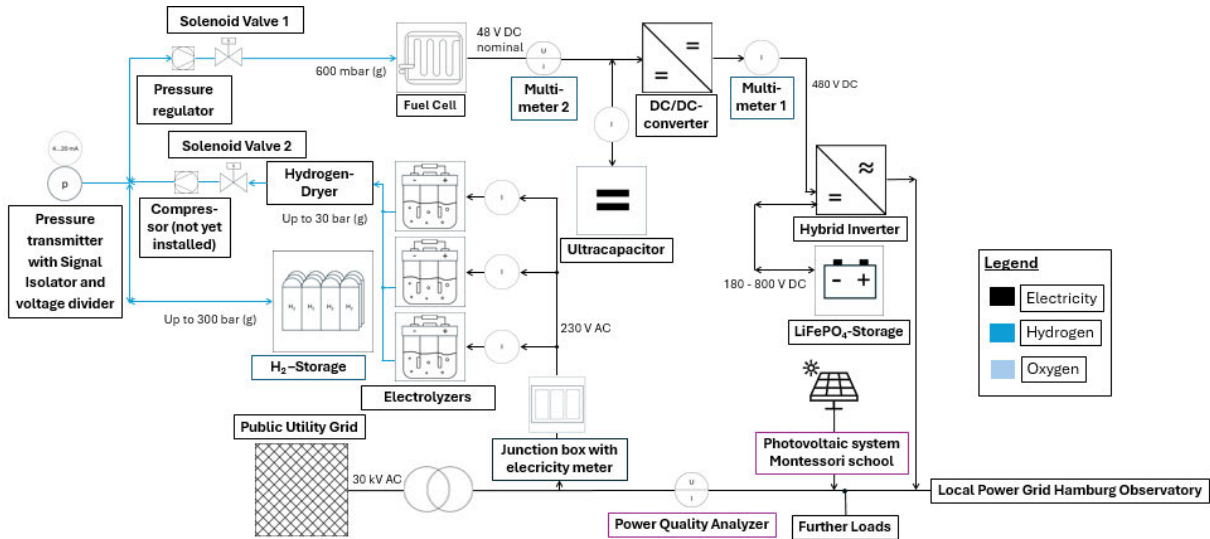 Solenoid Valve 1
48 V DC
nominal
600 mbar (g)
U
I
I
=
=
Pressure
regulator
Fuel Cell
Multi-
meter 2
DC/DC-
converter
Multi-
meter 1
480 V DC
4...20 mA
p
Solenoid Valve 2
I
Hydrogen-
Dryer
- +
I
≈
=
Compres-
sor (not yet
installed)
Up to 30 bar (g)
Pressure
transmitter
with Signal
Isolator and
voltage divider
Ultracapacitor
Hybrid Inverter
- +
I
H₂ H₂ H₂ H₂
180 - 800 V DC
- +
Legend
Electricity
Hydrogen
Oxygen
Up to 300 bar (g)
- +
I
230 V AC
LiFePO₄-Storage
H₂–Storage
Electrolyzers
Public Utility Grid
Junction box with
elecricity meter
Photovoltaic system
Montessori school
30 kV AC
U
I
Local Power Grid Hamburg Observatory
Power Quality Analyzer
Further Loads